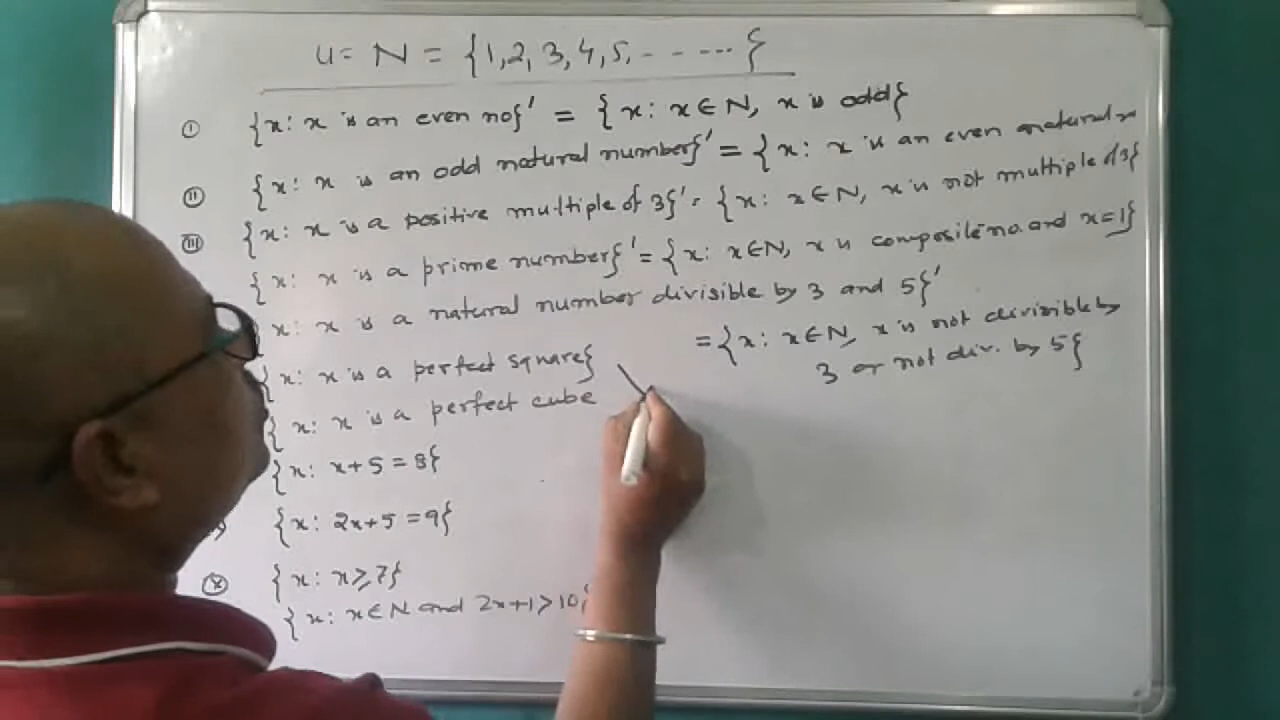 U = N = {1, 2, 3, 4, 5, - - ---- }
(i) {x: x is an even no}' = {x: x ∈ N, x is odd}
(ii) {x: x is an odd natural number}' = {x: x is an even natural n
(iii) {x: x is a positive multiple of 3}' = {x: x ∈ N, x is not multiple of 3}
{x: x is a prime number}' = {x: x ∈ N, x is composite no. and x = 1}
x: x is a natural number divisible by 3 and 5}'
= {x: x ∈ N, x is not divisible by
3 or not div. by 5}
{x: x is a perfect square}
{x: x is a perfect cube
{x: x + 5 = 8}
{x: 2x + 5 = 9}
(x) {x: x ≥ 7}
{x: x ∈ N and 2x + 1 > 10}